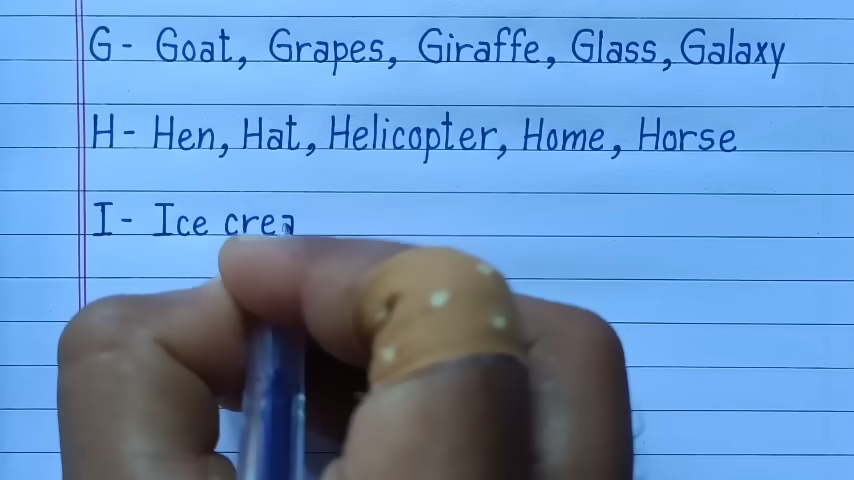 G- Goat, Grapes, Giraffe, Glass, Galaxy
H- Hen, Hat, Helicopter, Home, Horse
I- Ice crea